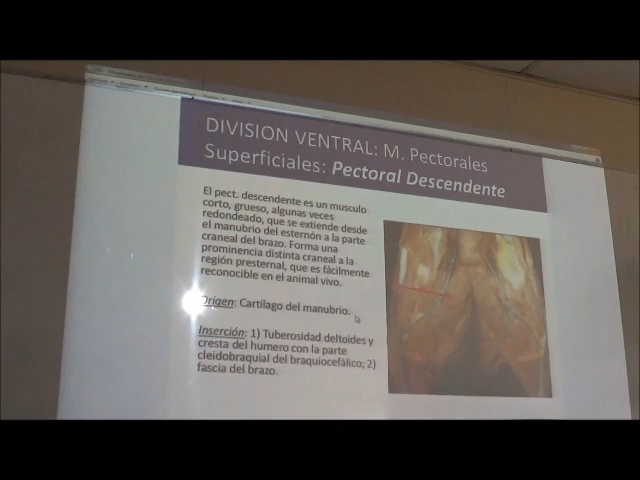 DIVISION VENTRAL: M. Pectorales
Superficiales: Pectoral Descendente
El pect. descendente es un musculo
corto, grueso, algunas veces
redondeado, que se extiende desde
el manubrio del esternón a la parte
craneal del brazo. Forma una
prominencia distinta craneal a la
región presternal, que es fácilmente
reconocible en el animal vivo.
Origen: Cartílago del manubrio.
Inserción: 1) Tuberosidad deltoides y
cresta del humero con la parte
cleidobraquial del braquiocefálico; 2)
fascia del brazo.